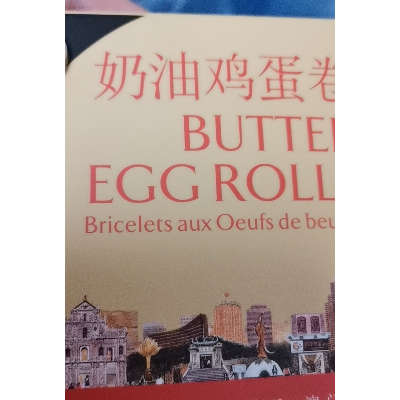 奶油鸡蛋卷
BUTTE
EGG ROLL
Bricelets aux Oeufs de beu